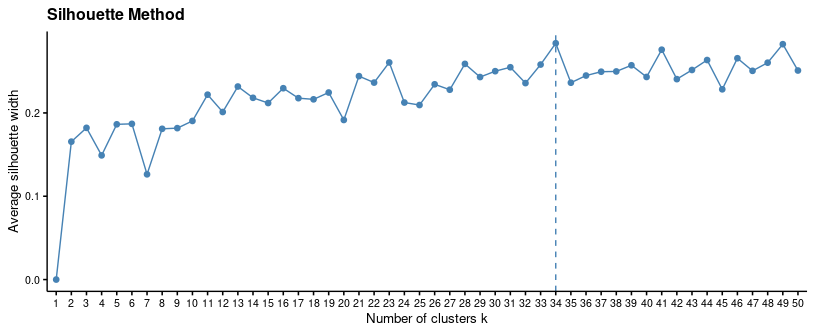 Silhouette Method
Average silhouette width
0.2
0.1
0.0
1 2 3 4 5 6 7 8 9 10 11 12 13 14 15 16 17 18 19 20 21 22 23 24 25 26 27 28 29 30 31 32 33 34 35 36 37 38 39 40 41 42 43 44 45 46 47 48 49 50
Number of clusters k